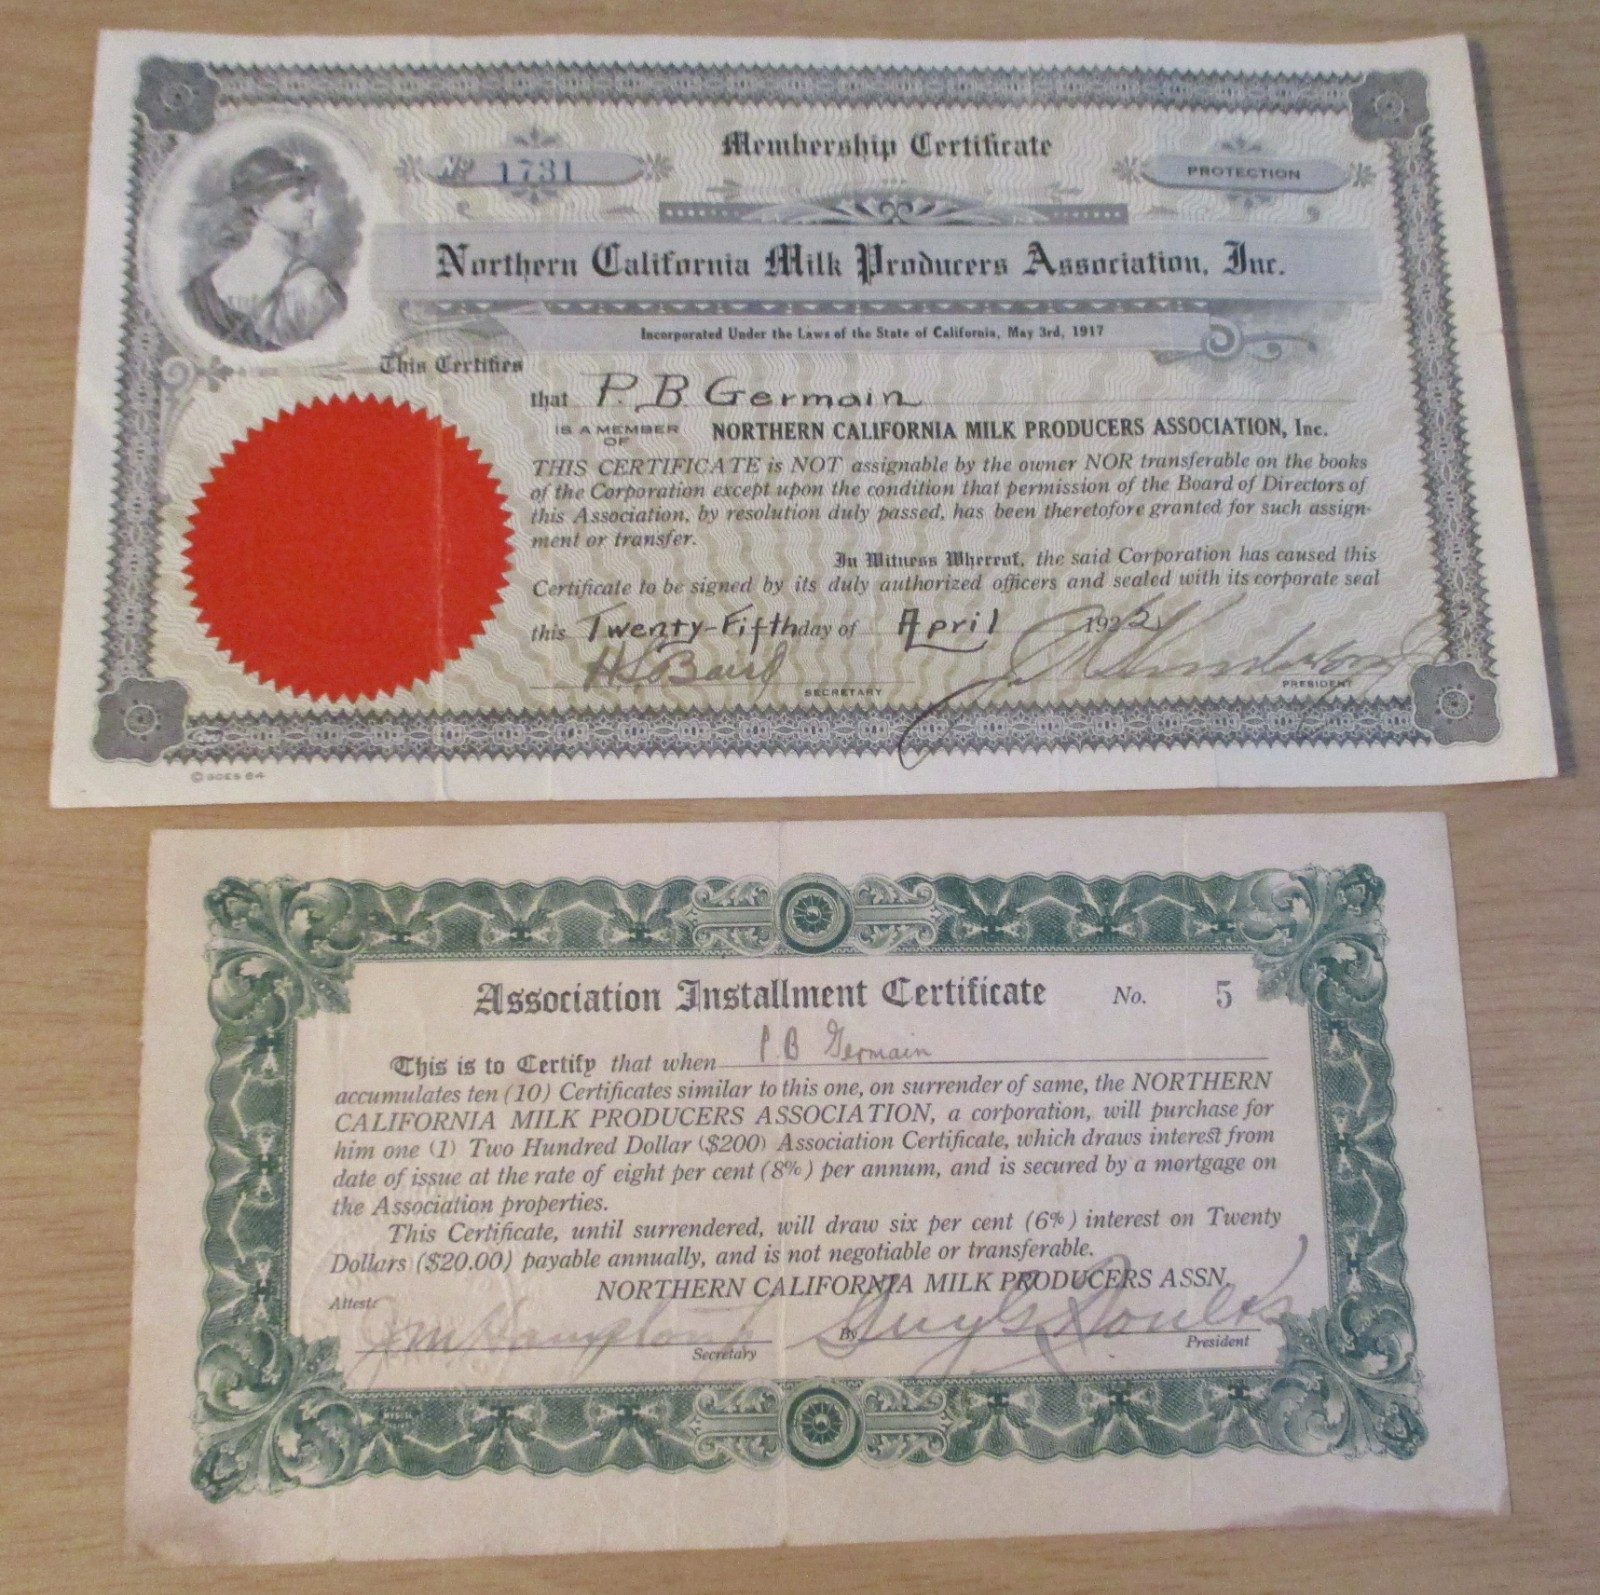 Membership Certificate
No 1731
PROTECTION
Northern California Milk Producers Association, Inc.
Incorporated Under the Laws of the State of California, May 3rd, 1917
This Certifies
that P. B. Germain
IS A MEMBER OF NORTHERN CALIFORNIA MILK PRODUCERS ASSOCIATION, Inc.
THIS CERTIFICATE is NOT assignable by the owner NOR transferable on the books
of the Corporation except upon the condition that permission of the Board of Directors of
this Association, by resolution duly passed, has been theretofore granted for such assign-
ment or transfer.
In Witness Whereof, the said Corporation has caused this
Certificate to be signed by its duly authorized officers and sealed with its corporate seal
this Twenty-Fifth day of April 1922
SECRETARY
PRESIDENT
© GOES 64
Association Installment Certificate No. 5
This is to Certify that when P. B Germain
accumulates ten (10) Certificates similar to this one, on surrender of same, the NORTHERN
CALIFORNIA MILK PRODUCERS ASSOCIATION, a corporation, will purchase for
him one (1) Two Hundred Dollar ($200) Association Certificate, which draws interest from
date of issue at the rate of eight per cent (8%) per annum, and is secured by a mortgage on
the Association properties.
This Certificate, until surrendered, will draw six per cent (6%) interest on Twenty
Dollars ($20.00) payable annually, and is not negotiable or transferable.
NORTHERN CALIFORNIA MILK PRODUCERS ASSN.
Attest:
By
Secretary
President